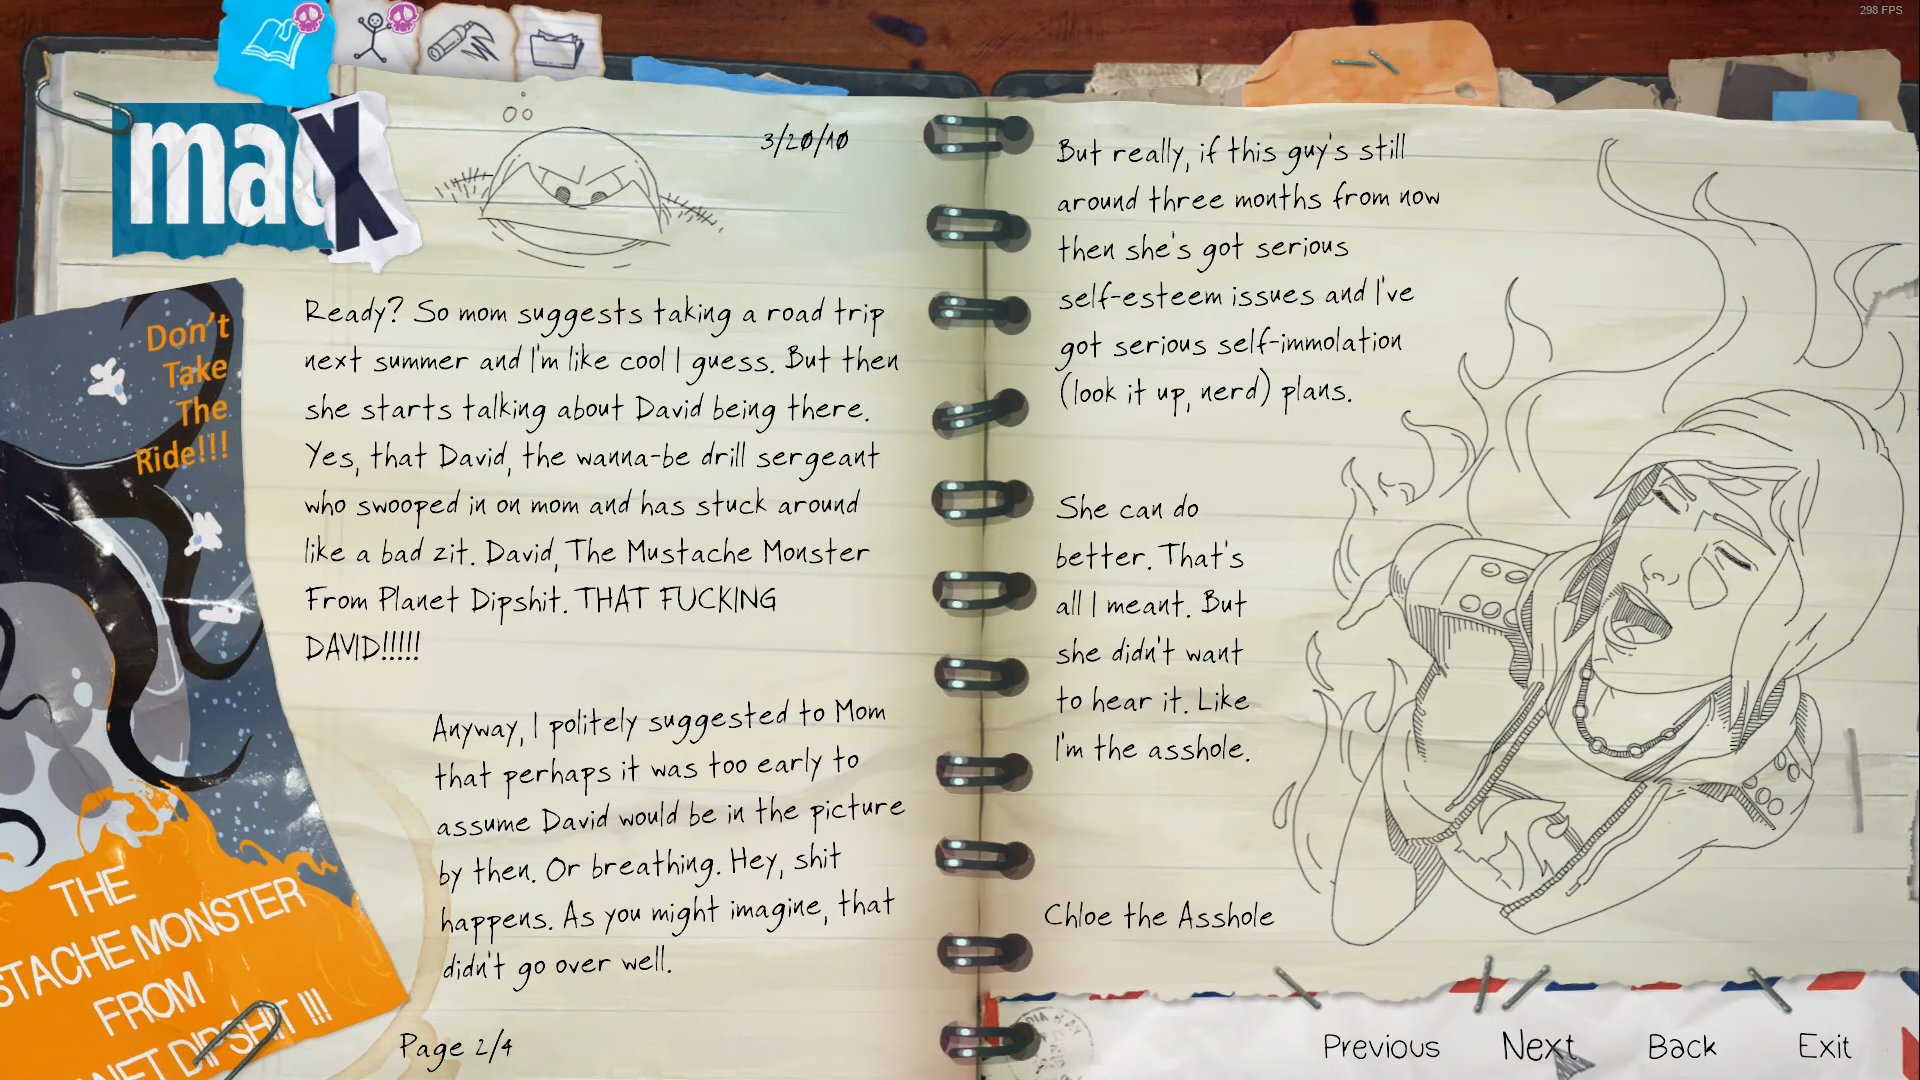 298 FPS
max
3/20/10
Don't
Take
The
Ride!!!
Ready? So mom suggests taking a road trip
next summer and I'm like cool I guess. But then
she starts talking about David being there.
Yes, that David, the wanna-be drill sergeant
who swooped in on mom and has stuck around
like a bad zit. David, The Mustache Monster
From Planet Dipshit. THAT FUCKING
DAVID!!!!!
Anyway, I politely suggested to Mom
that perhaps it was too early to
assume David would be in the picture
by then. Or breathing. Hey, shit
happens. As you might imagine, that
didn't go over well.
THE
STACHE MONSTER
FROM
NET DIPSHIT !!!
Page 2/4
But really, if this guy's still
around three months from now
then she's got serious
self-esteem issues and I've
got serious self-immolation
(look it up, nerd) plans.
She can do
better. That's
all I meant. But
she didn't want
to hear it. Like
I'm the asshole.
Chloe the Asshole
Previous Next Back Exit